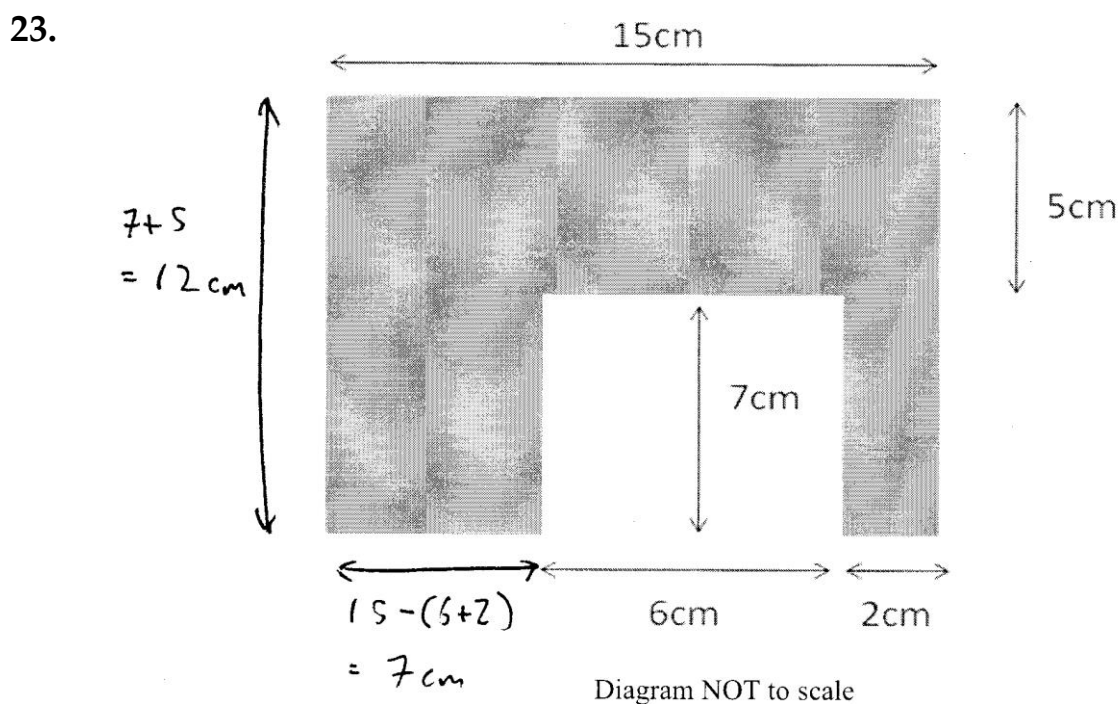 23.
15cm
5cm
7+5
= 12cm
7cm
15-(6+2)
= 7cm
6cm
2cm
Diagram NOT to scale